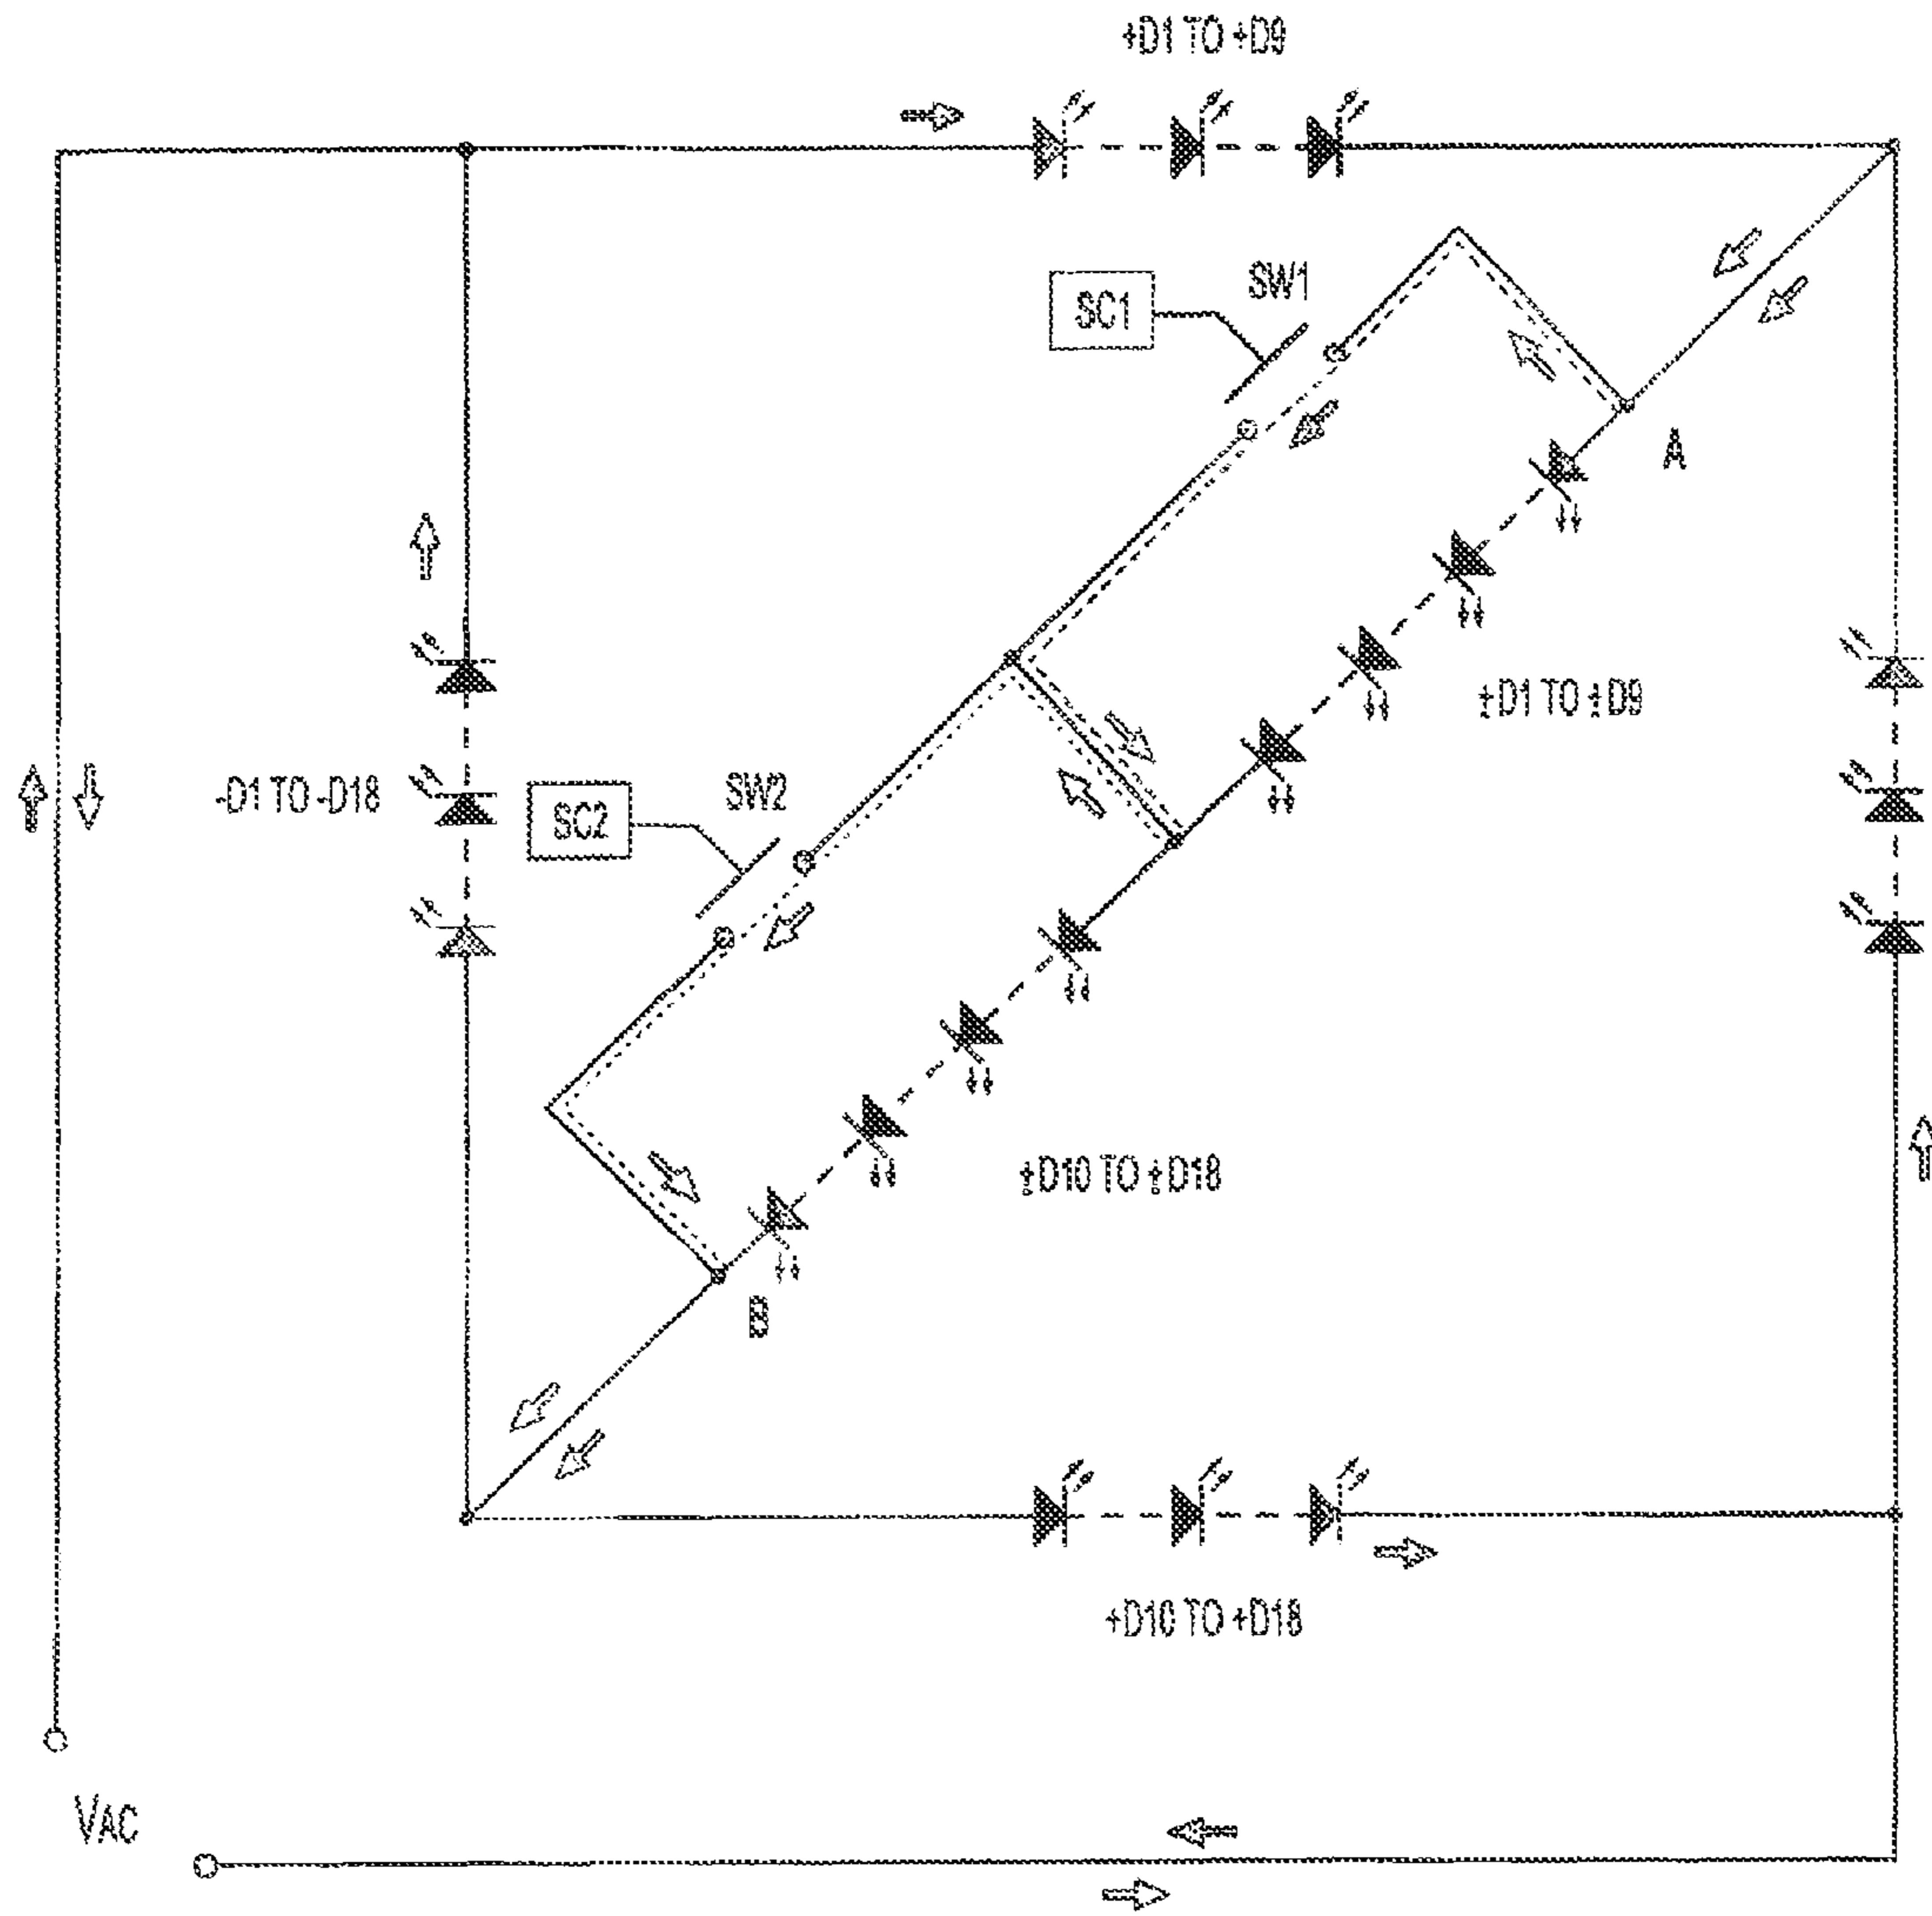 +D1 TO +D9
SW1
SC1
A
±D1 TO ±D9
-D1 TO -D18
SW2
SC2
±D10 TO ±D18
B
+D10 TO +D18
VAC